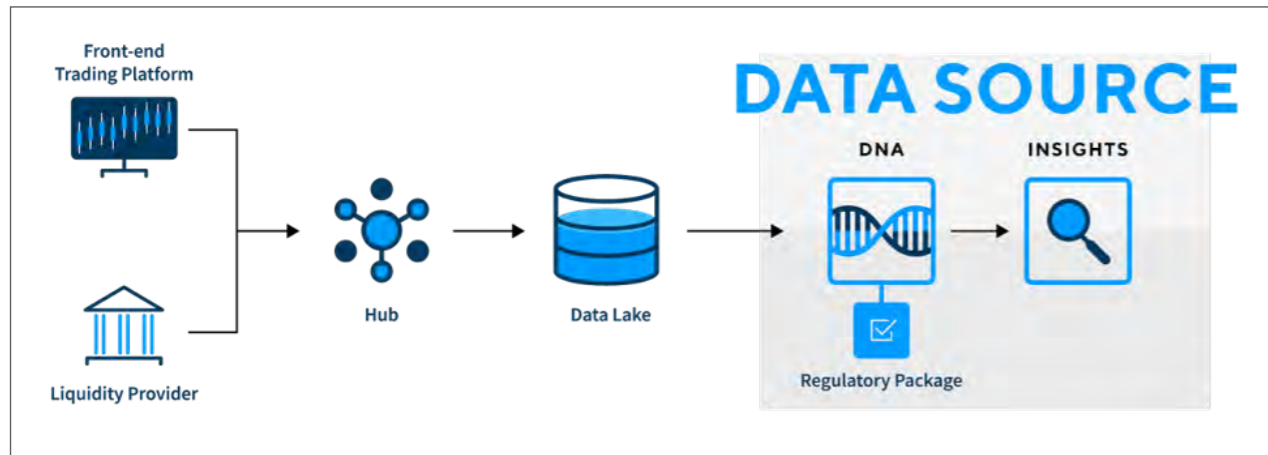 Front-end
Trading Platform
DATA SOURCE
DNA
INSIGHTS
Hub
Data Lake
Regulatory Package
Liquidity Provider